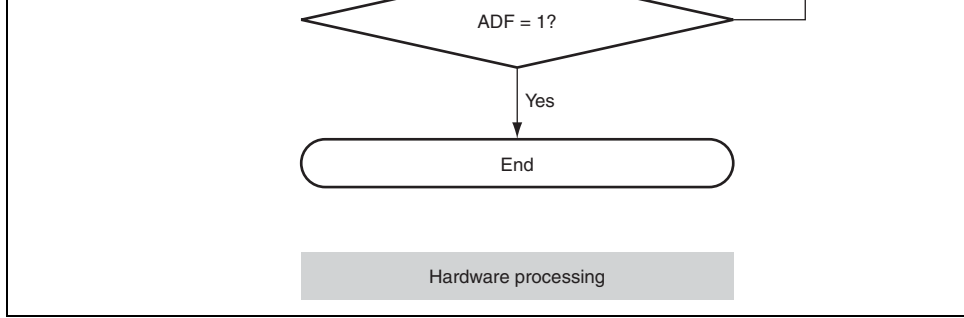 ADF = 1?
Yes
End
Hardware processing